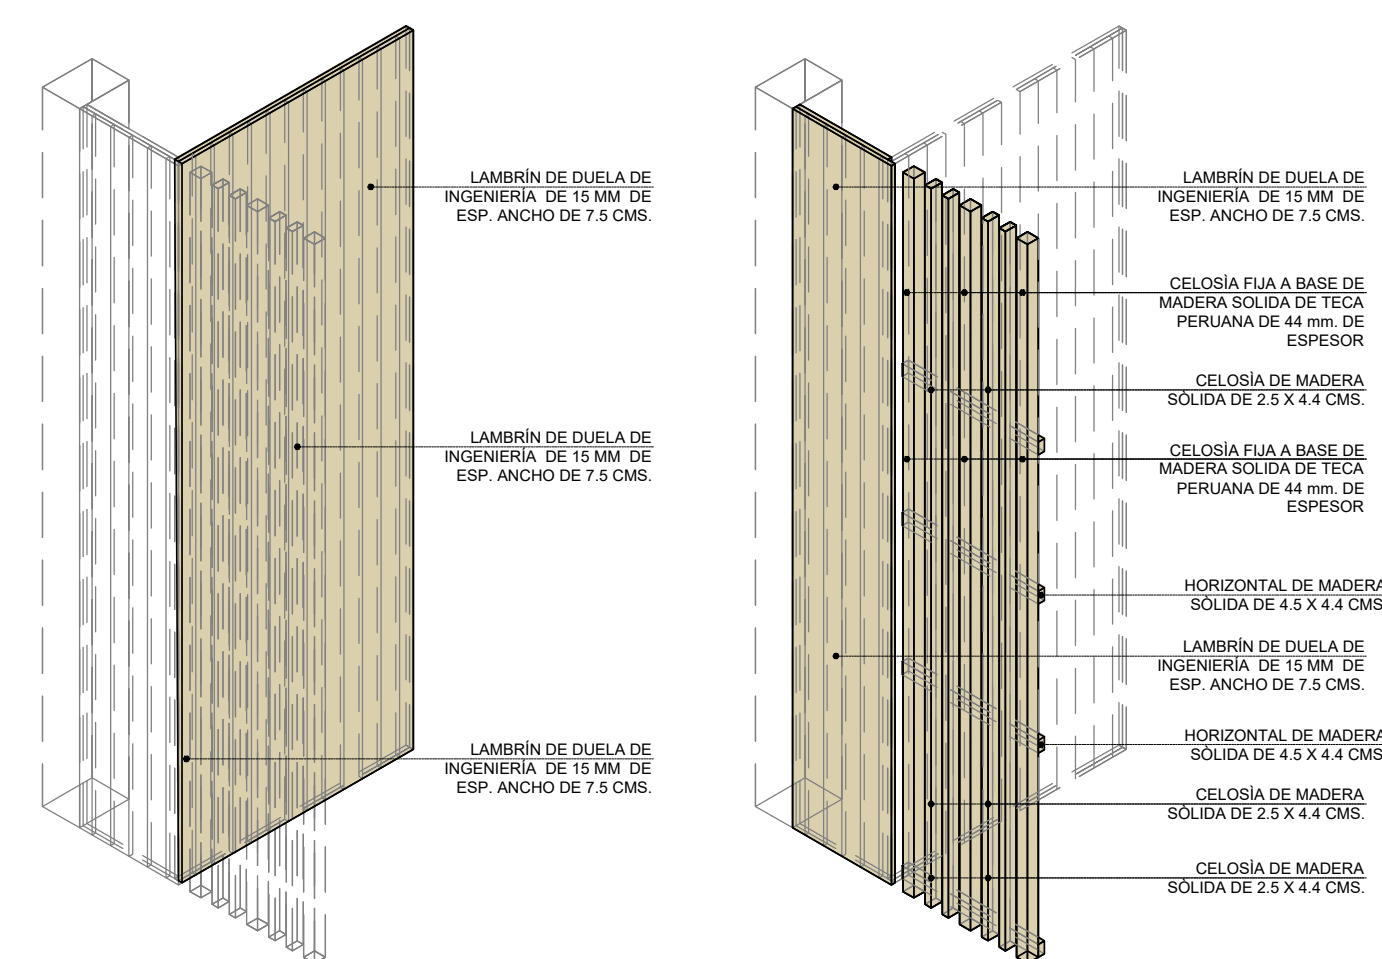 LAMBRÍN DE DUELA DE
INGENIERÍA DE 15 MM DE
ESP. ANCHO DE 7.5 CMS.
LAMBRÍN DE DUELA DE
INGENIERÍA DE 15 MM DE
ESP. ANCHO DE 7.5 CMS.
LAMBRÍN DE DUELA DE
INGENIERÍA DE 15 MM DE
ESP. ANCHO DE 7.5 CMS.
LAMBRÍN DE DUELA DE
INGENIERÍA DE 15 MM DE
ESP. ANCHO DE 7.5 CMS.
CELOSÌA FIJA A BASE DE
MADERA SOLIDA DE TECA
PERUANA DE 44 mm. DE
ESPESOR
CELOSÌA DE MADERA
SÒLIDA DE 2.5 X 4.4 CMS.
CELOSÌA FIJA A BASE DE
MADERA SOLIDA DE TECA
PERUANA DE 44 mm. DE
ESPESOR
HORIZONTAL DE MADERA
SÒLIDA DE 4.5 X 4.4 CMS
LAMBRÍN DE DUELA DE
INGENIERÍA DE 15 MM DE
ESP. ANCHO DE 7.5 CMS.
HORIZONTAL DE MADERA
SÒLIDA DE 4.5 X 4.4 CMS
CELOSÌA DE MADERA
SÒLIDA DE 2.5 X 4.4 CMS.
CELOSÌA DE MADERA
SÒLIDA DE 2.5 X 4.4 CMS.